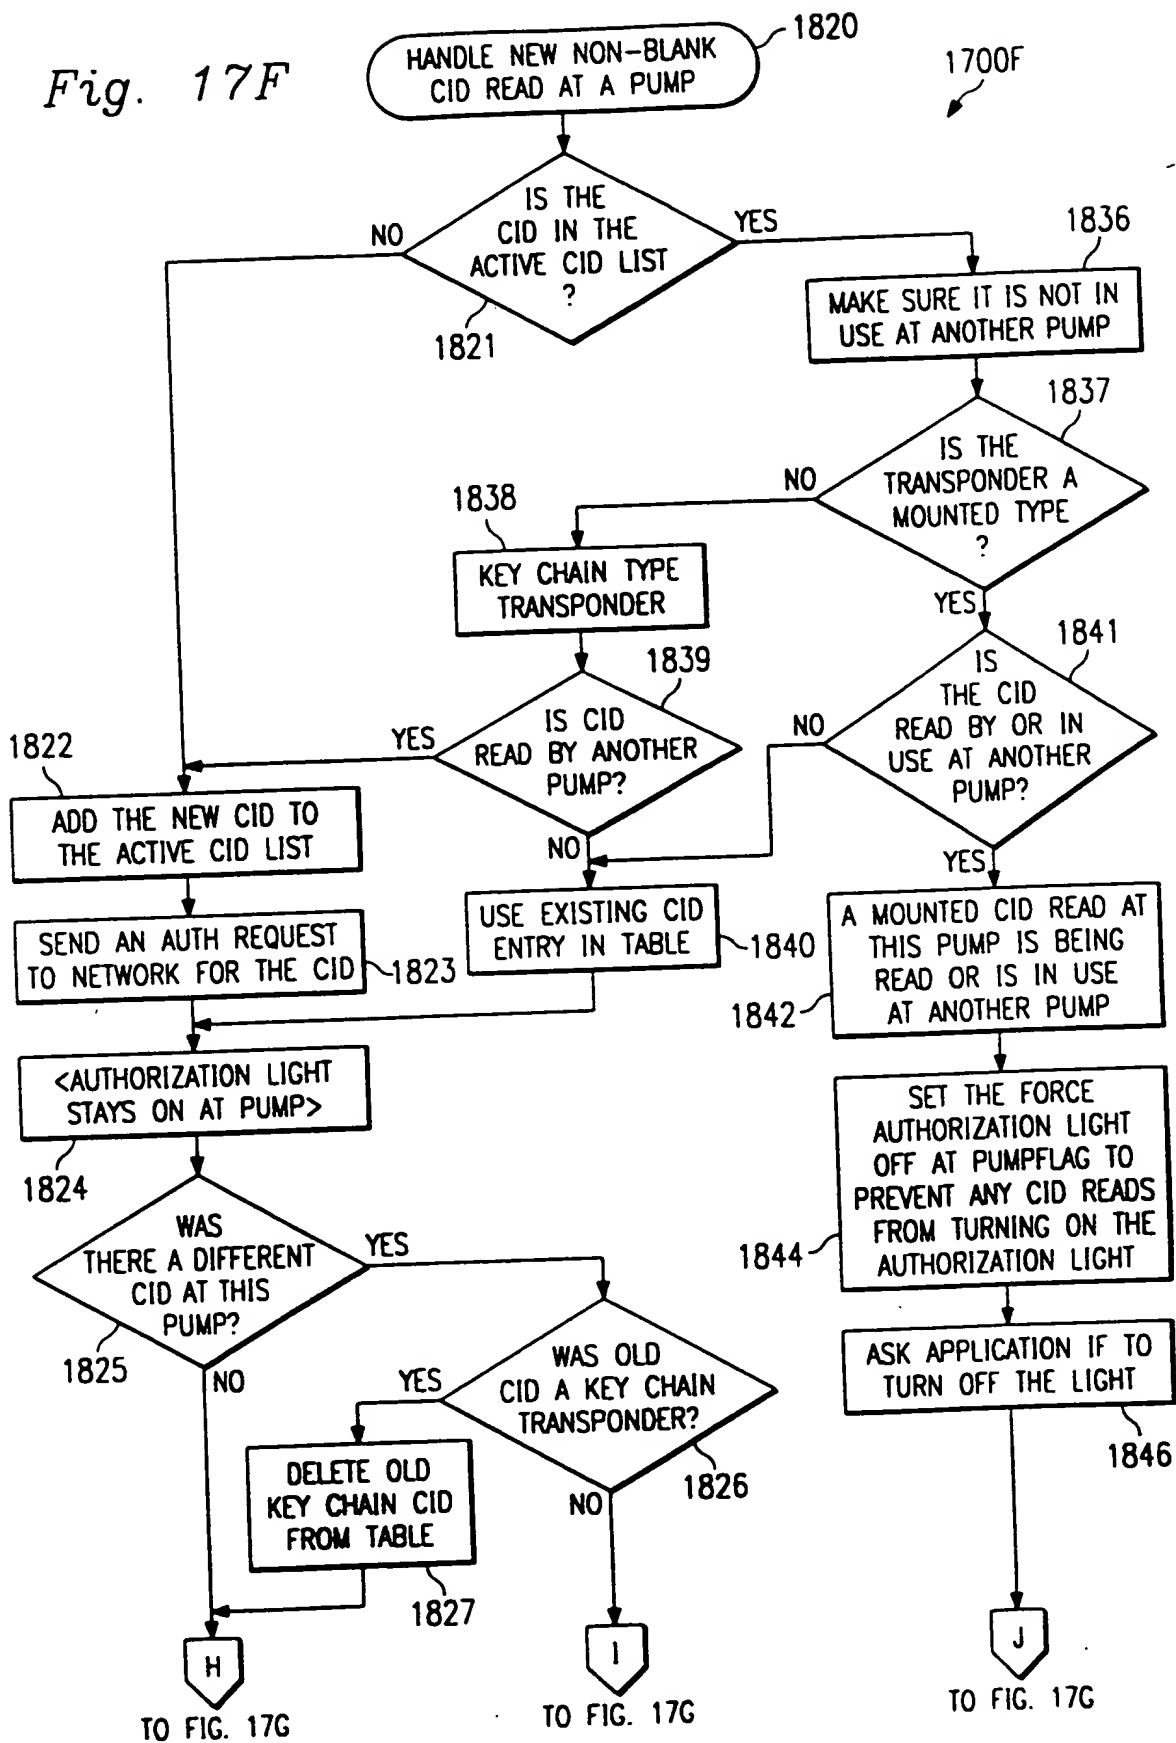 Fig. 17F
HANDLE NEW NON-BLANK
CID READ AT A PUMP
1820
1700F
IS THE
CID IN THE
ACTIVE CID LIST
?
NO
YES
1821
1836
MAKE SURE IT IS NOT IN
USE AT ANOTHER PUMP
1837
IS THE
TRANSPONDER A
MOUNTED TYPE
?
NO
YES
1838
KEY CHAIN TYPE
TRANSPONDER
1839
IS CID
READ BY ANOTHER
PUMP?
YES
NO
1841
IS
THE CID
READ BY OR IN
USE AT ANOTHER
PUMP?
NO
YES
1822
ADD THE NEW CID TO
THE ACTIVE CID LIST
SEND AN AUTH REQUEST
TO NETWORK FOR THE CID
1823
USE EXISTING CID
ENTRY IN TABLE
1840
A MOUNTED CID READ AT
THIS PUMP IS BEING
READ OR IS IN USE
AT ANOTHER PUMP
1842
<AUTHORIZATION LIGHT
STAYS ON AT PUMP>
1824
SET THE FORCE
AUTHORIZATION LIGHT
OFF AT PUMPFLAG TO
PREVENT ANY CID READS
FROM TURNING ON THE
AUTHORIZATION LIGHT
1844
WAS
THERE A DIFFERENT
CID AT THIS
PUMP?
YES
1825
NO
WAS OLD
CID A KEY CHAIN
TRANSPONDER?
YES
1826
NO
ASK APPLICATION IF TO
TURN OFF THE LIGHT
1846
DELETE OLD
KEY CHAIN CID
FROM TABLE
1827
H
TO FIG. 17G
I
TO FIG. 17G
J
TO FIG. 17G